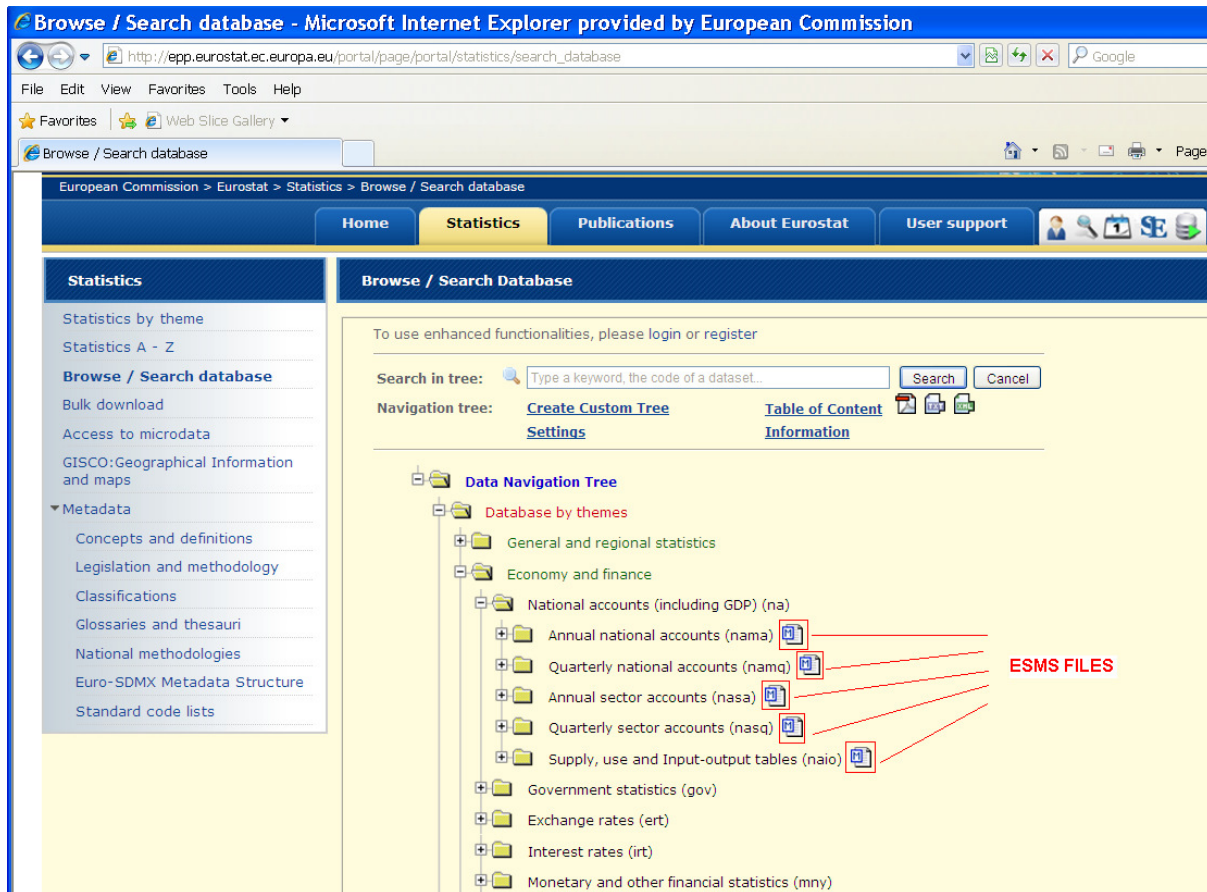 Browse / Search database - Microsoft Internet Explorer provided by European Commission
http://epp.eurostat.ec.europa.eu/portal/page/portal/statistics/search_database
Google
File Edit View Favorites Tools Help
Favorites Web Slice Gallery
Browse / Search database
Page
European Commission > Eurostat > Statistics > Browse / Search database
Home Statistics Publications About Eurostat User support
1 SE
Statistics
Statistics by theme
Statistics A - Z
Browse / Search database
Bulk download
Access to microdata
GISCO:Geographical Information
and maps
Metadata
Concepts and definitions
Legislation and methodology
Classifications
Glossaries and thesauri
National methodologies
Euro-SDMX Metadata Structure
Standard code lists
Browse / Search Database
To use enhanced functionalities, please login or register
Search in tree: Type a keyword, the code of a dataset... Search Cancel
Navigation tree: Create Custom Tree Table of Content
Settings Information
Data Navigation Tree
Database by themes
General and regional statistics
Economy and finance
National accounts (including GDP) (na)
Annual national accounts (nama) M
Quarterly national accounts (namq) M
ESMS FILES
Annual sector accounts (nasa) M
Quarterly sector accounts (nasq) M
Supply, use and Input-output tables (naio) M
Government statistics (gov)
Exchange rates (ert)
Interest rates (irt)
Monetary and other financial statistics (mny)